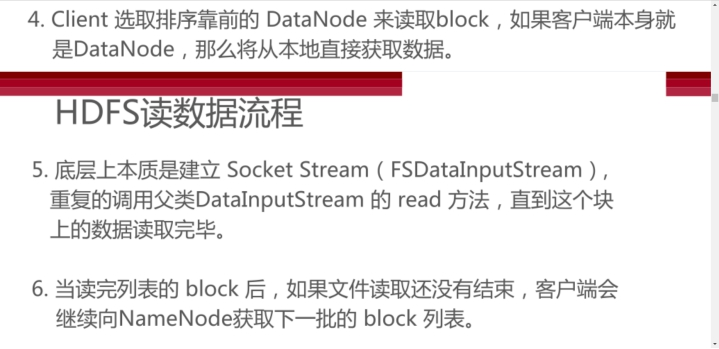 4. Client 选取排序靠前的 DataNode 来读取block，如果客户端本身就
是DataNode，那么将从本地直接获取数据。
HDFS读数据流程
5. 底层上本质是建立 Socket Stream（FSDataInputStream），
重复的调用父类DataInputStream 的 read 方法，直到这个块
上的数据读取完毕。
6. 当读完列表的 block 后，如果文件读取还没有结束，客户端会
继续向NameNode获取下一批的 block 列表。